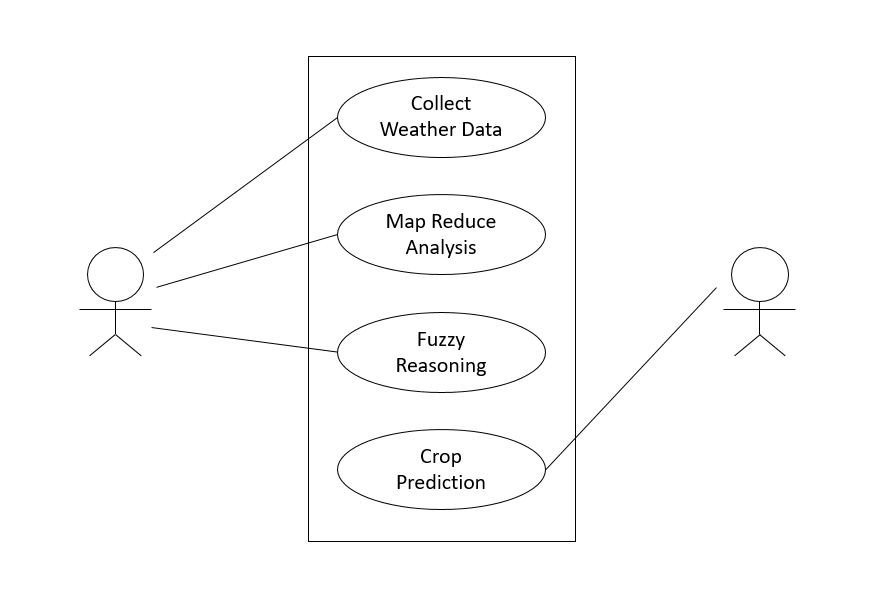 Collect
Weather Data
Map Reduce
Analysis
Fuzzy
Reasoning
Crop
Prediction